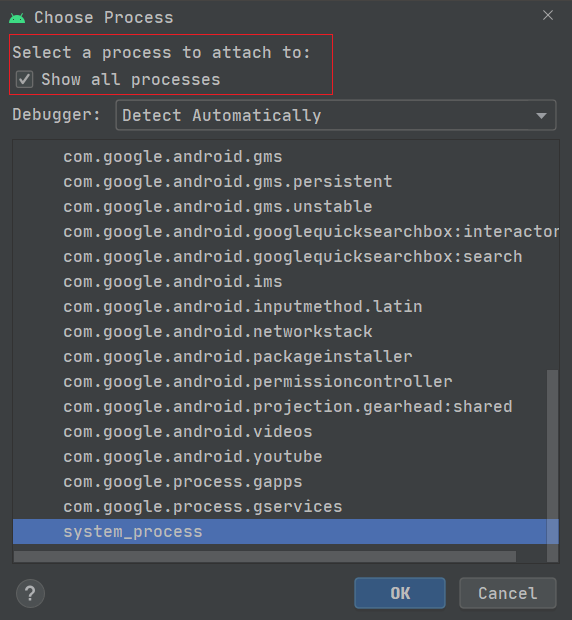 Choose Process
Select a process to attach to:
Show all processes
Debugger: Detect Automatically
com.google.android.gms
com.google.android.gms.persistent
com.google.android.gms.unstable
com.google.android.googlequicksearchbox:interactor
com.google.android.googlequicksearchbox:search
com.google.android.ims
com.google.android.inputmethod.latin
com.google.android.networkstack
com.google.android.packageinstaller
com.google.android.permissioncontroller
com.google.android.projection.gearhead:shared
com.google.android.videos
com.google.android.youtube
com.google.process.gapps
com.google.process.gservices
system_process
? OK Cancel